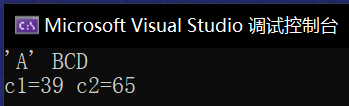 Microsoft Visual Studio 调试控制台
'A' BCD
c1=39 c2=65